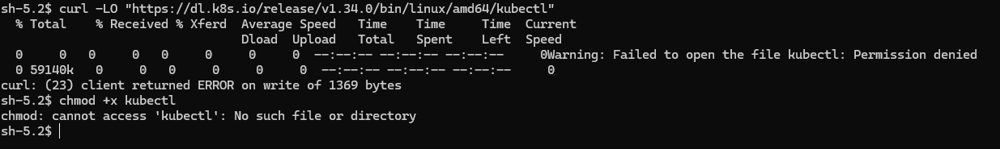 sh-5.2$ curl -LO "https://dl.k8s.io/release/v1.34.0/bin/linux/amd64/kubectl"
  % Total    % Received % Xferd  Average Speed   Time    Time     Time  Current
                                 Dload  Upload   Total   Spent    Left  Speed
  0     0   0     0   0     0     0     0  --:--:-- --:--:-- --:--:--     0Warning: Failed to open the file kubectl: Permission denied
  0 59140k   0     0   0     0     0     0  --:--:-- --:--:-- --:--:--     0
curl: (23) client returned ERROR on write of 1369 bytes
sh-5.2$ chmod +x kubectl
chmod: cannot access 'kubectl': No such file or directory
sh-5.2$